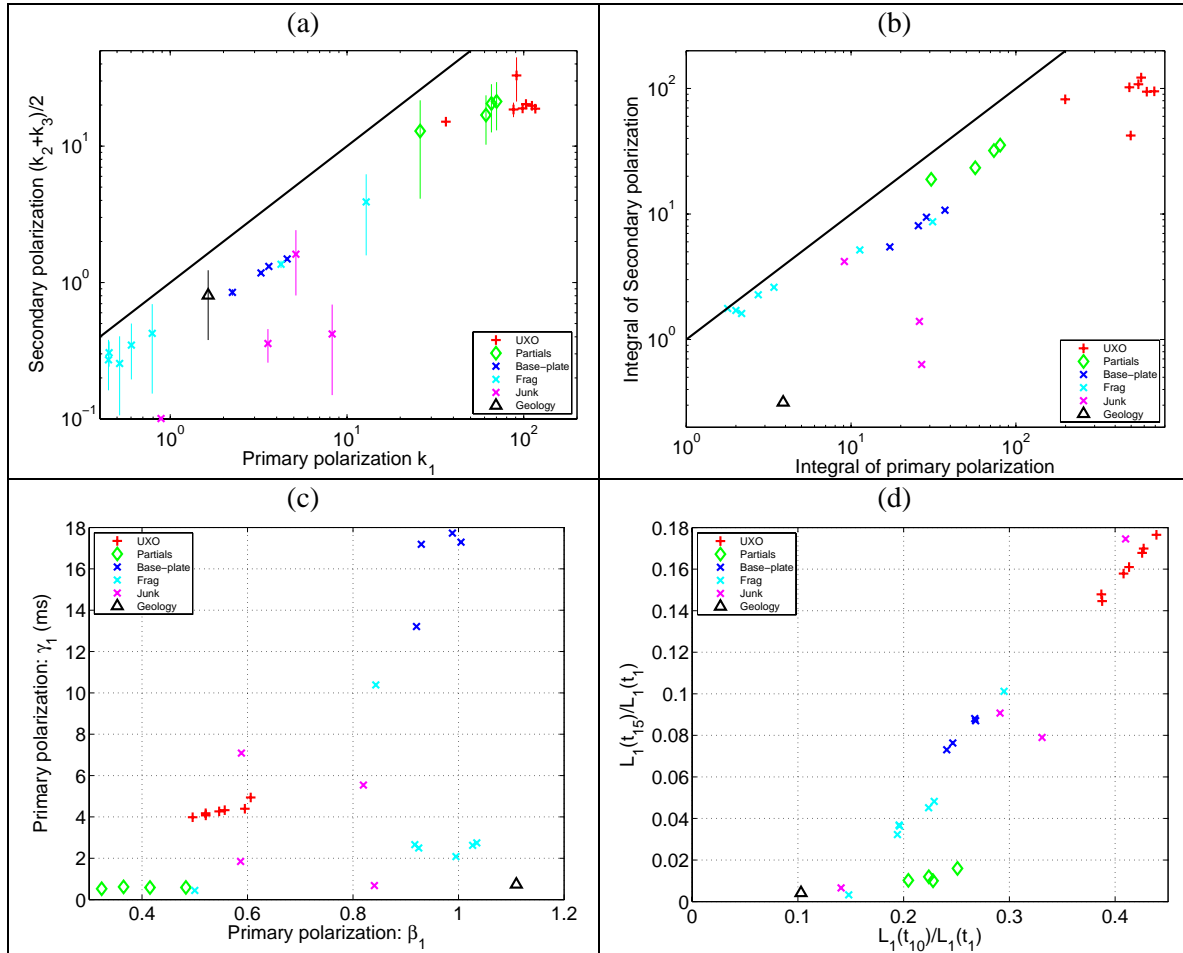 (a)
Secondary polarization (k2+k3)/2
10^1
10^0
10^-1
10^0
10^1
10^2
Primary polarization k1
UXO
Partials
Base-plate
Frag
Junk
Geology
(b)
Integral of Secondary polarization
10^2
10^1
10^0
10^0
10^1
10^2
Integral of primary polarization
UXO
Partials
Base-plate
Frag
Junk
Geology
(c)
Primary polarization: γ1 (ms)
18
16
14
12
10
8
6
4
2
0
0.4
0.6
0.8
1
1.2
Primary polarization: β1
UXO
Partials
Base-plate
Frag
Junk
Geology
(d)
L1(t15)/L1(t1)
0.18
0.16
0.14
0.12
0.1
0.08
0.06
0.04
0.02
0
0
0.1
0.2
0.3
0.4
L1(t10)/L1(t1)
UXO
Partials
Base-plate
Frag
Junk
Geology